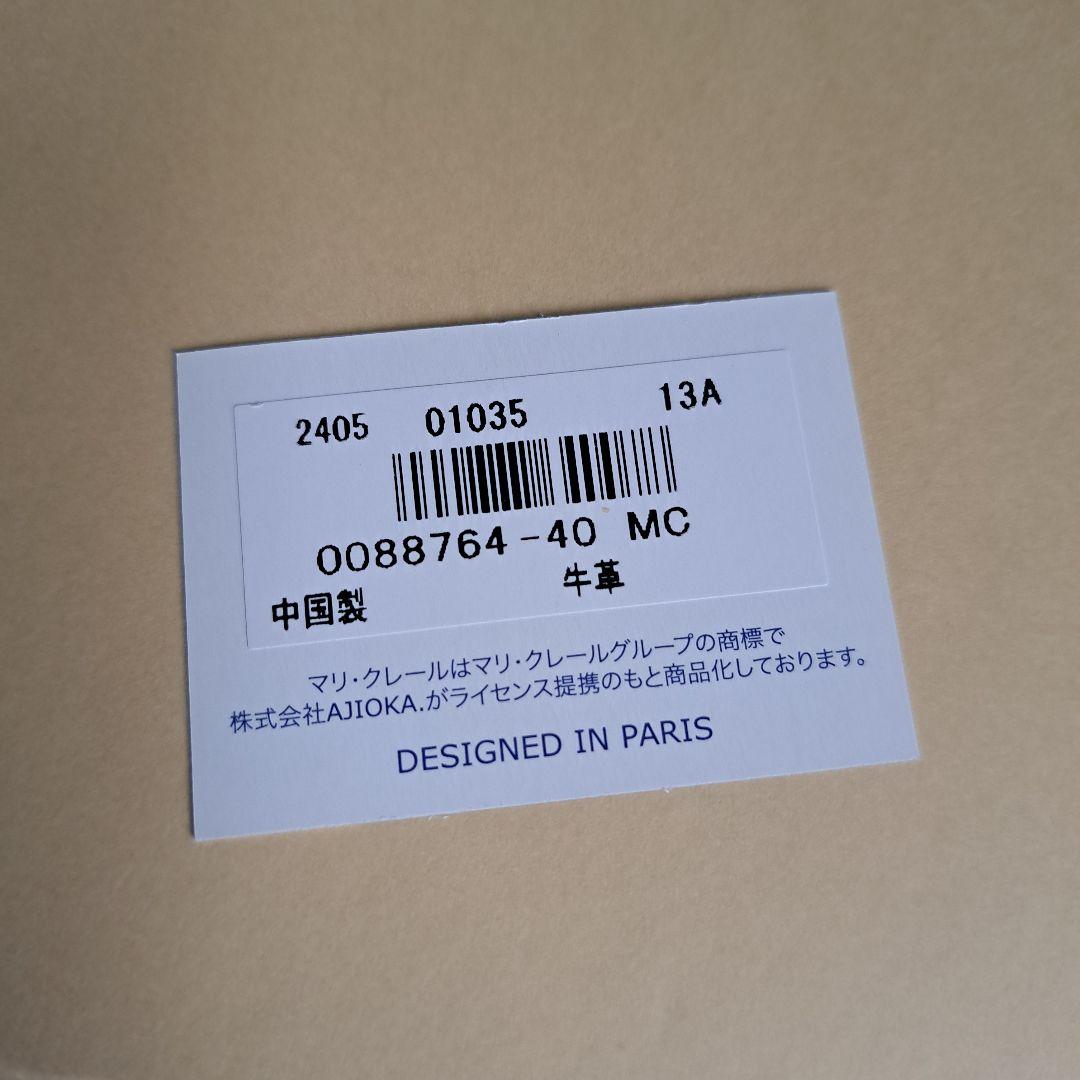 2405 01035 13A
0088764-40 MC
中国製 牛革
マリ・クレールはマリ・クレールグループの商標で
株式会社AJIOKA.がライセンス提携のもと商品化しております。
DESIGNED IN PARIS